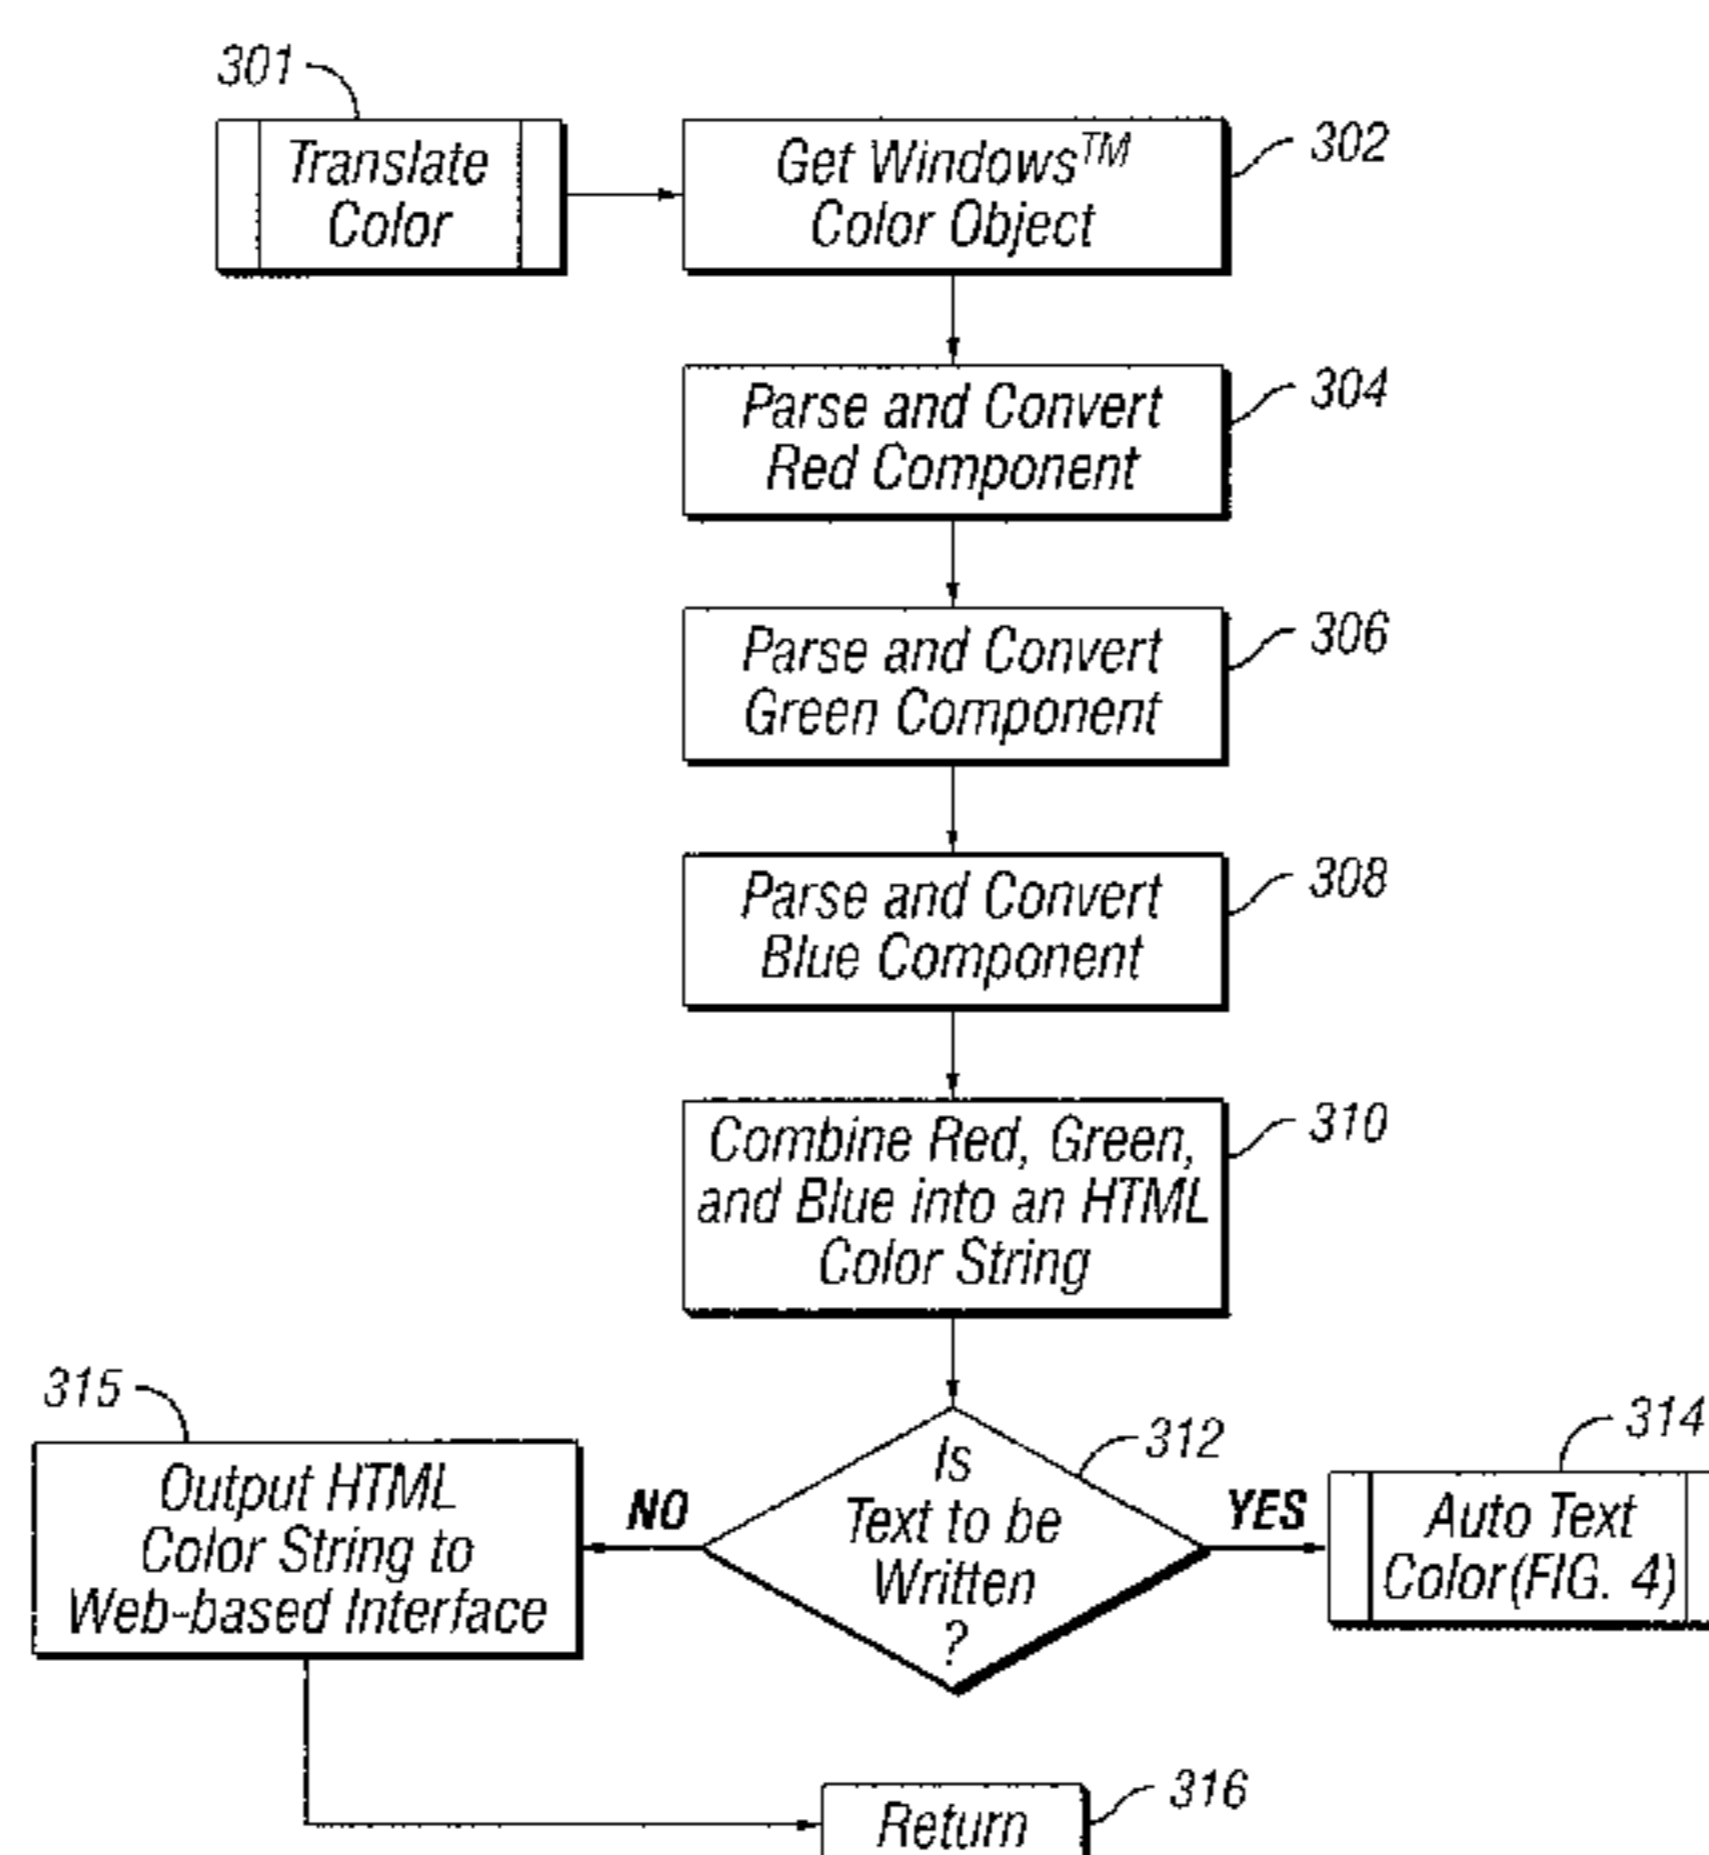 301
Translate
Color
Get Windows™
Color Object
302
Parse and Convert
Red Component
304
Parse and Convert
Green Component
306
Parse and Convert
Blue Component
308
Combine Red, Green,
and Blue into an HTML
Color String
310
315
Output HTML
Color String to
Web-based Interface
NO
Is
Text to be
Written
?
312
YES
314
Auto Text
Color(FIG. 4)
Return
316